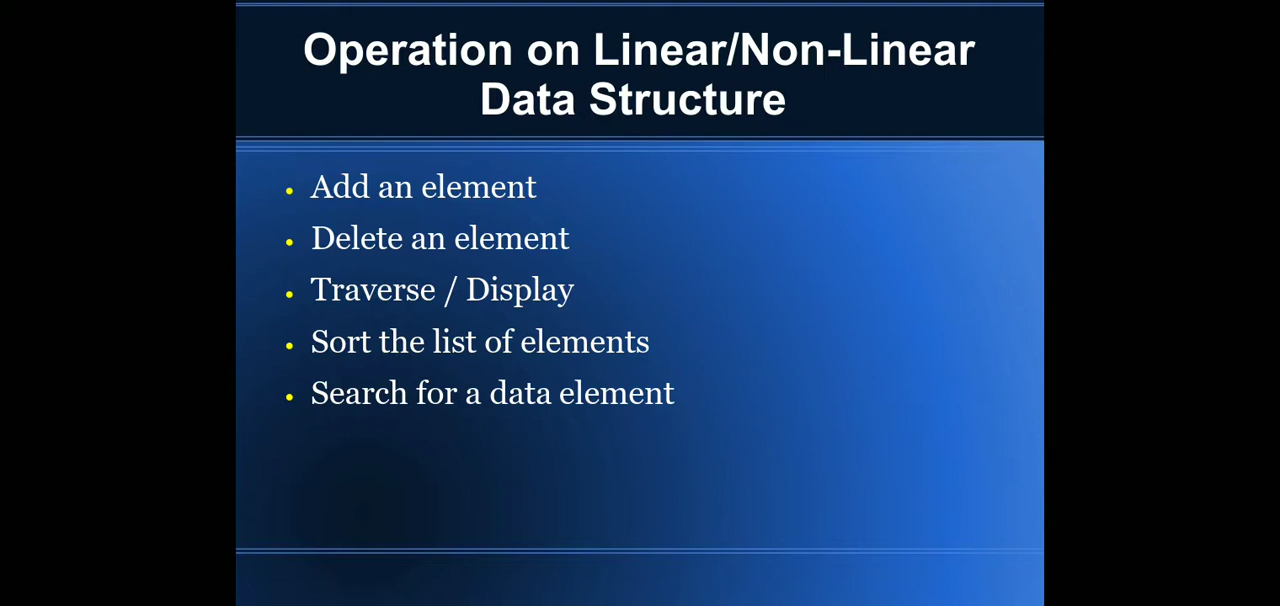 Operation on Linear/Non-Linear
Data Structure
• Add an element
• Delete an element
• Traverse / Display
• Sort the list of elements
• Search for a data element